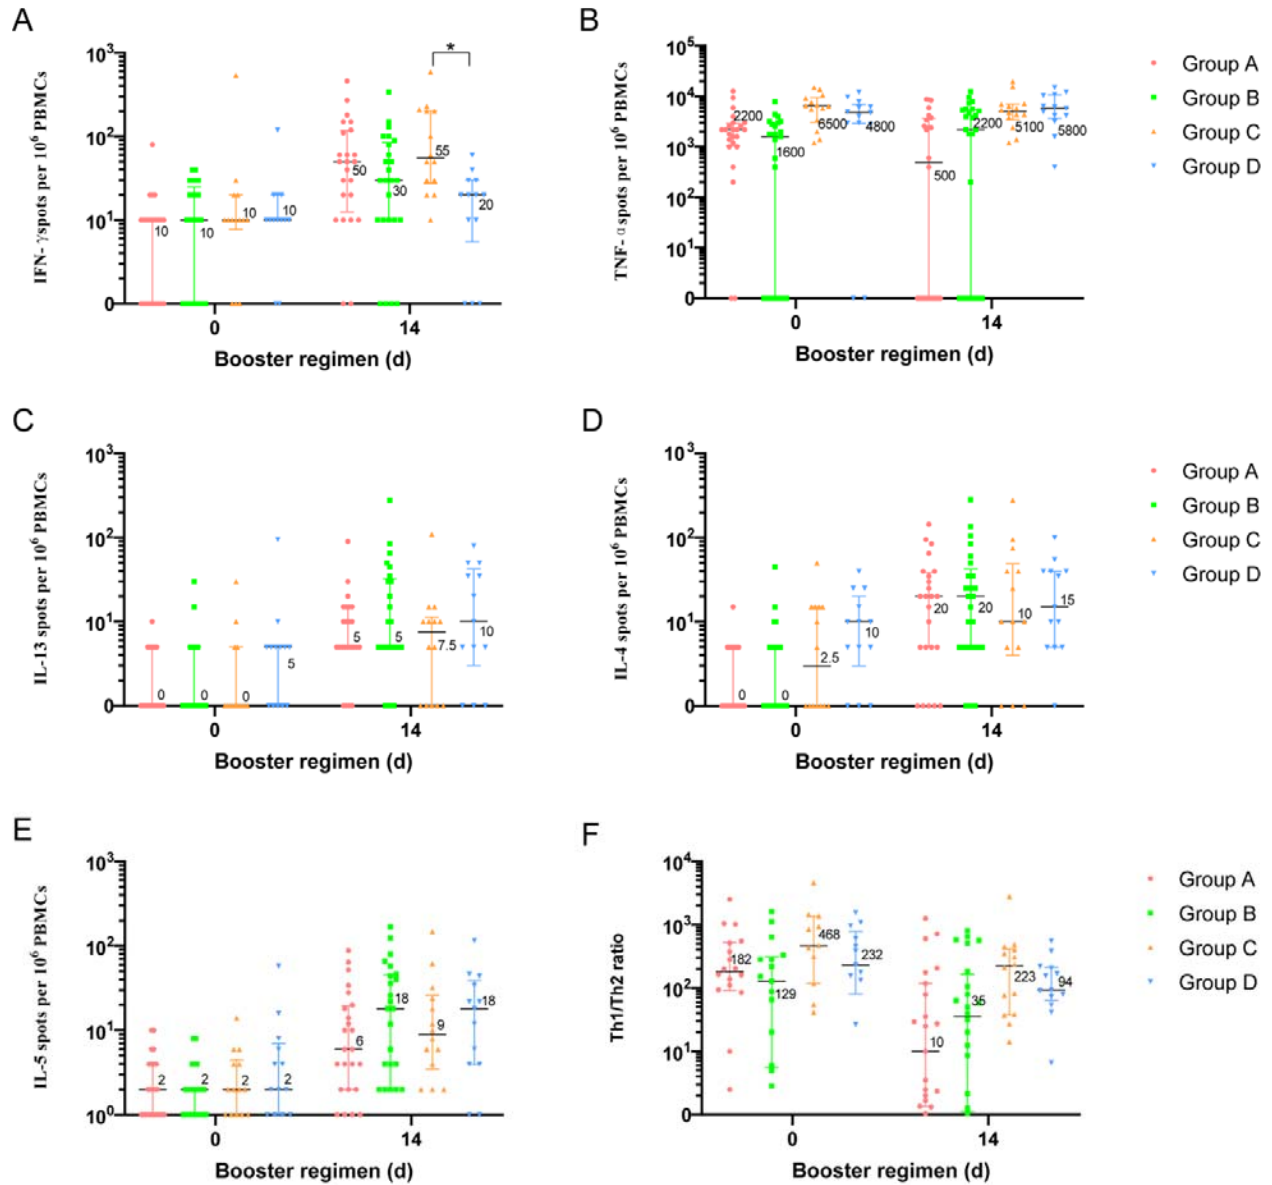 A
IFN- γspots per 10⁶ PBMCs
10³
10²
10¹
0
*
10
10
10
10
50
30
55
20
0
14
Booster regimen (d)
B
TNF- α spots per 10⁶ PBMCs
10⁵
10⁴
10³
10²
10¹
0
2200
1600
6500
4800
500
2200
5100
5800
0
14
Booster regimen (d)
Group A
Group B
Group C
Group D
C
IL-13 spots per 10⁶ PBMCs
10³
10²
10¹
0
0
0
0
5
5
5
7.5
10
0
14
Booster regimen (d)
D
IL-4 spots per 10⁶ PBMCs
10³
10²
10¹
0
0
0
2.5
10
20
20
10
15
0
14
Booster regimen (d)
Group A
Group B
Group C
Group D
E
IL-5 spots per 10⁶ PBMCs
10³
10²
10¹
10⁰
2
2
2
2
6
18
9
18
0
14
Booster regimen (d)
F
Th1/Th2 ratio
10⁴
10³
10²
10¹
0
182
129
468
232
10
35
223
94
0
14
Booster regimen (d)
Group A
Group B
Group C
Group D